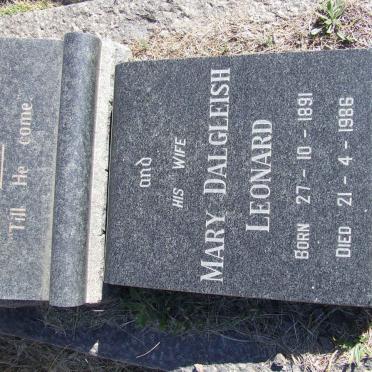 Till He come.
and
HIS WIFE
MARY DALGLEISH
LEONARD
BORN 27-10-1891
DIED 21-4-1986